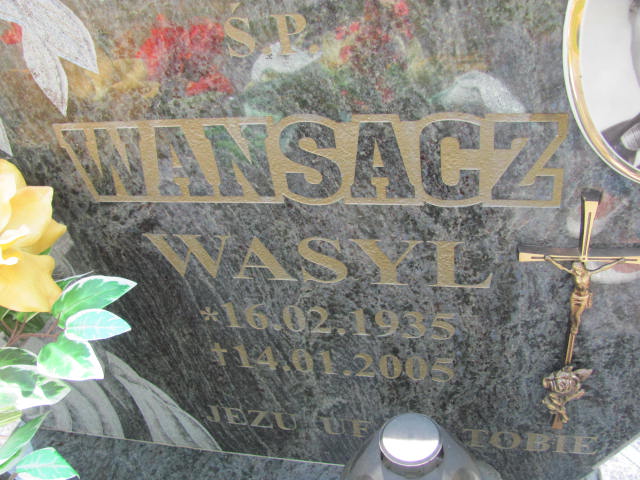 Ś.P.
WANSACZ
WASYL
*16.02.1935
†14.01.2005
JEZU TOBIE